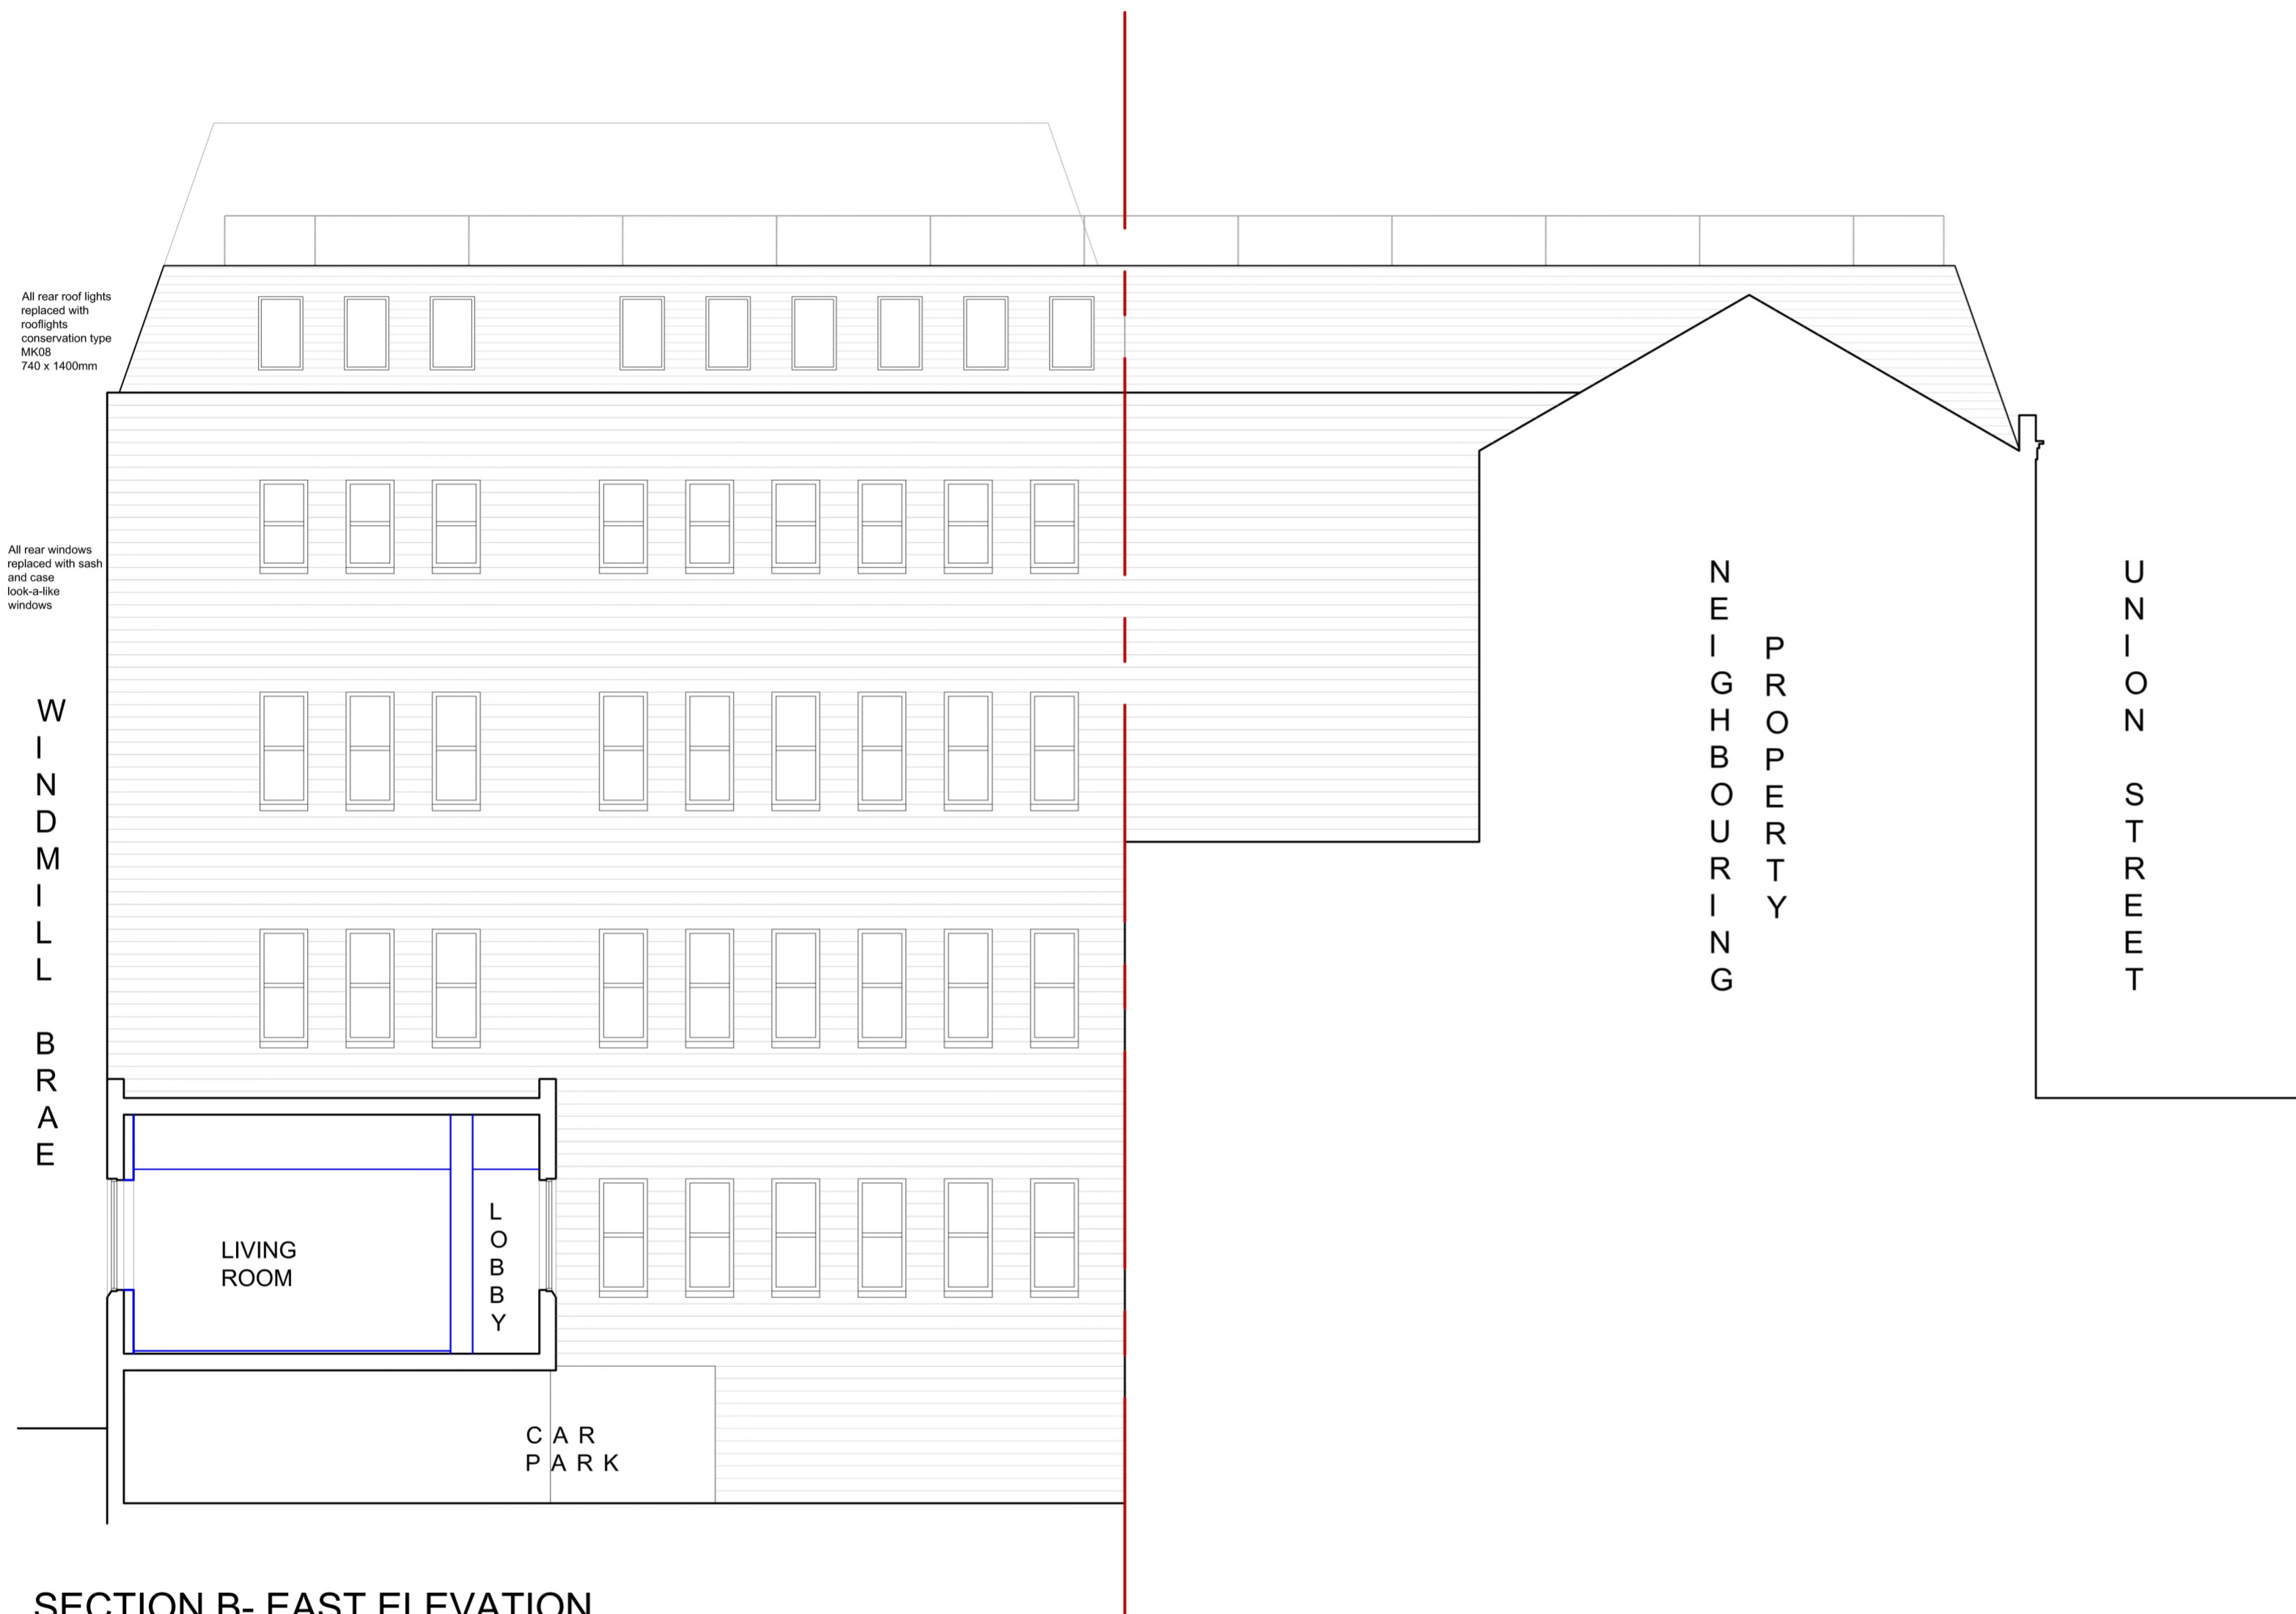 All rear roof lights
replaced with
rooflights
conservation type
MK08
740 x 1400mm
All rear windows
replaced with sash
and case
look-a-like
windows
WINDMILL BRAE
NEIGHBOURING
PROPERTY
UNION STREET
LIVING
ROOM
LOBBY
CAR
PARK
SECTION B- EAST ELEVATION